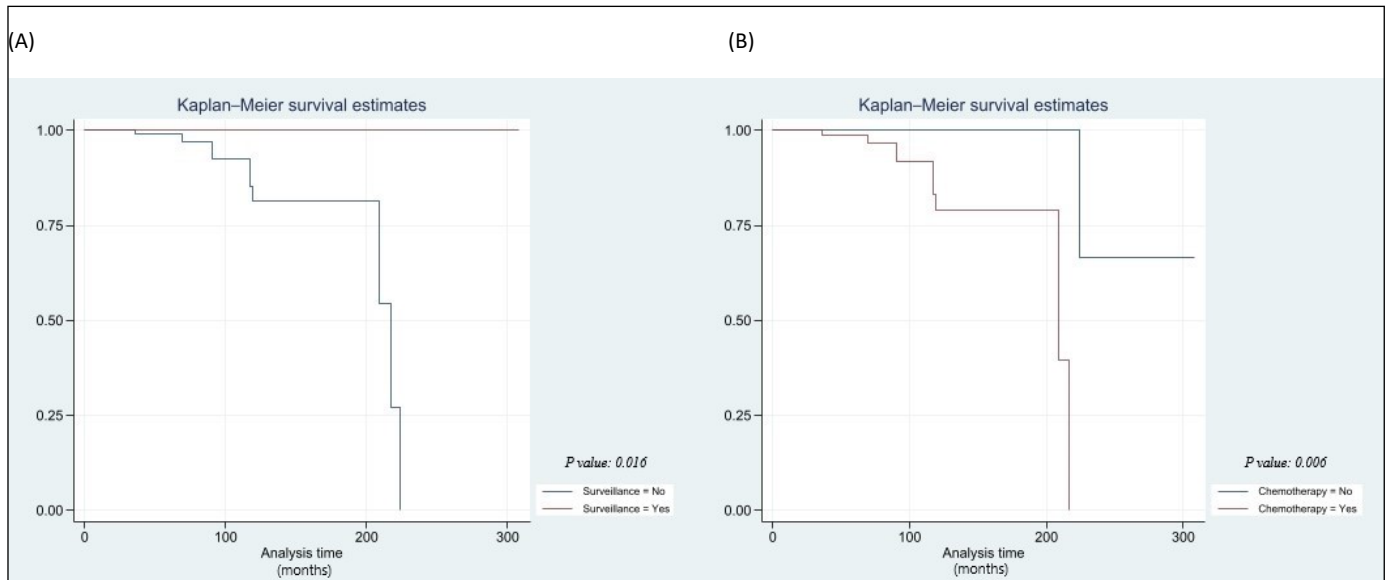 (A)
Kaplan–Meier survival estimates
1.00
0.75
0.50
0.25
0.00
0
100
200
300
Analysis time
(months)
P value: 0.016
Surveillance = No
Surveillance = Yes
(B)
Kaplan–Meier survival estimates
1.00
0.75
0.50
0.25
0.00
0
100
200
300
Analysis time
(months)
P value: 0.006
Chemotherapy = No
Chemotherapy = Yes